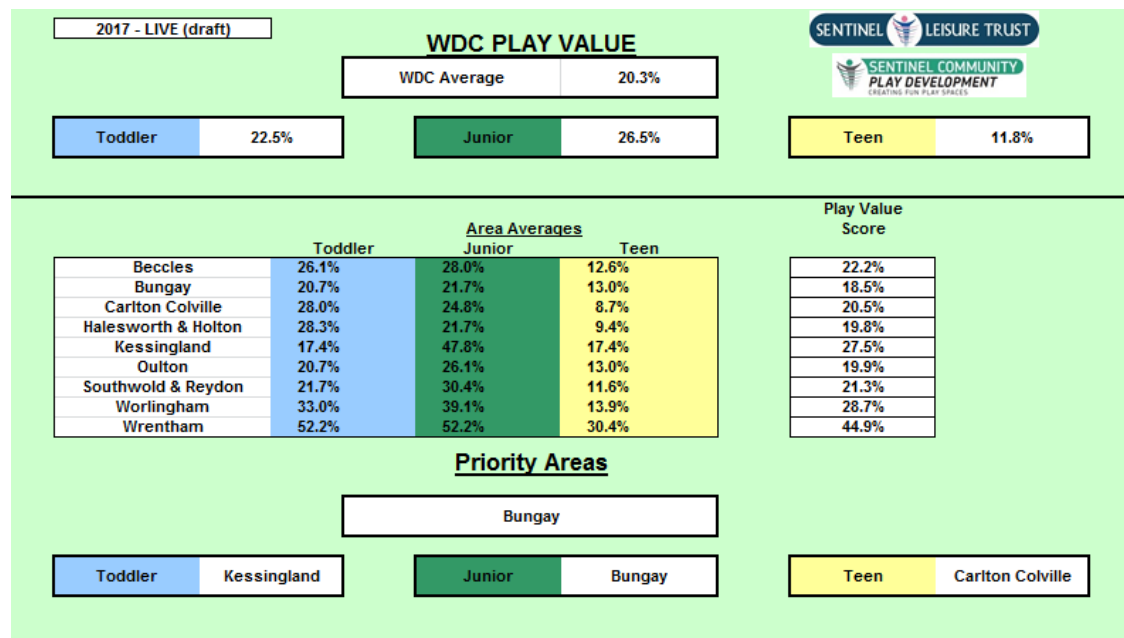 2017 - LIVE (draft)
WDC PLAY VALUE
SENTINEL LEISURE TRUST
SENTINEL COMMUNITY
PLAY DEVELOPMENT
CREATING FUN PLAY SPACES
WDC Average 20.3%
Toddler 22.5% Junior 26.5% Teen 11.8%
Play Value
Area Averages Score
Toddler Junior Teen
Beccles 26.1% 28.0% 12.6% 22.2%
Bungay 20.7% 21.7% 13.0% 18.5%
Carlton Colville 28.0% 24.8% 8.7% 20.5%
Halesworth & Holton 28.3% 21.7% 9.4% 19.8%
Kessingland 17.4% 47.8% 17.4% 27.5%
Oulton 20.7% 26.1% 13.0% 19.9%
Southwold & Reydon 21.7% 30.4% 11.6% 21.3%
Worlingham 33.0% 39.1% 13.9% 28.7%
Wrentham 52.2% 52.2% 30.4% 44.9%
Priority Areas
Bungay
Toddler Kessingland Junior Bungay Teen Carlton Colville